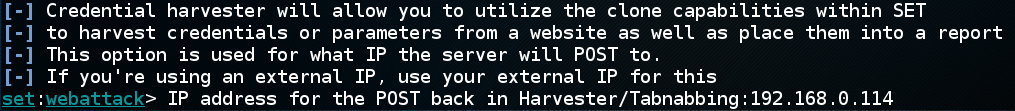 [-] Credential harvester will allow you to utilize the clone capabilities within SET
[-] to harvest credentials or parameters from a website as well as place them into a report
[-] This option is used for what IP the server will POST to.
[-] If you're using an external IP, use your external IP for this
set:webattack> IP address for the POST back in Harvester/Tabnabbing:192.168.0.114